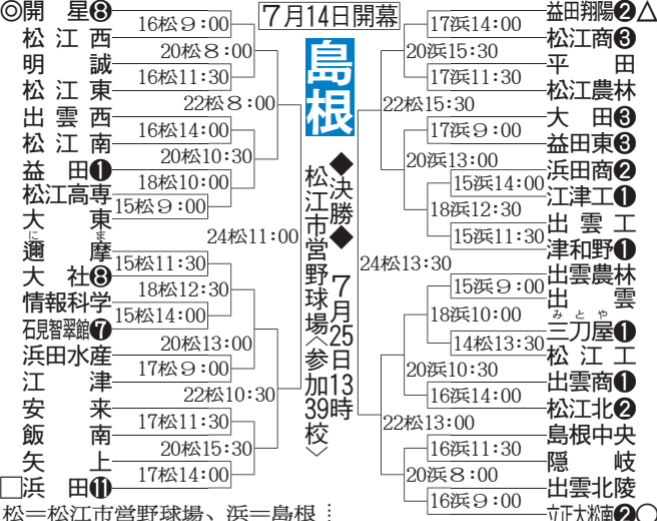 7月14日開幕
島根
◆決勝◆ 7月25日13時
松江市営野球場〈参加39校〉
◎開星❽
松江西
明誠
松江東
出雲西
松江南
益田❶
松江高専
大東
邇摩
にま
大社❽
情報科学
石見智翠館❼
浜田水産
江津
安来
飯南
矢上
□浜田⓫
16松9:00
20松8:00
16松11:30
22松8:00
16松14:00
20松10:30
18松10:00
15松9:00
24松11:00
15松11:30
18松12:30
15松14:00
20松13:00
17松9:00
22松10:30
17松11:30
20松15:30
17松14:00
益田翔陽❷△
松江商❸
平田
松江農林
大田❸
益田東❸
浜田商❷
江津工❶
出雲工
津和野❶
出雲農林
出雲
みとや
三刀屋❶
松江工
出雲商❶
松江北❷
島根中央
隠岐
出雲北陵
立正大淞南❷○
17浜14:00
20浜15:30
17浜11:30
22松15:30
17浜9:00
20浜13:00
15浜14:00
18浜12:30
15浜11:30
24松13:30
15浜9:00
18浜10:00
14松13:30
20浜10:30
16浜14:00
22松13:00
16浜11:30
20浜8:00
16浜9:00
松＝松江市営野球場、浜＝島根